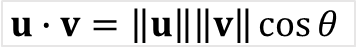 𝐮 · 𝐯 = ‖𝐮‖‖𝐯‖ cos 𝜃